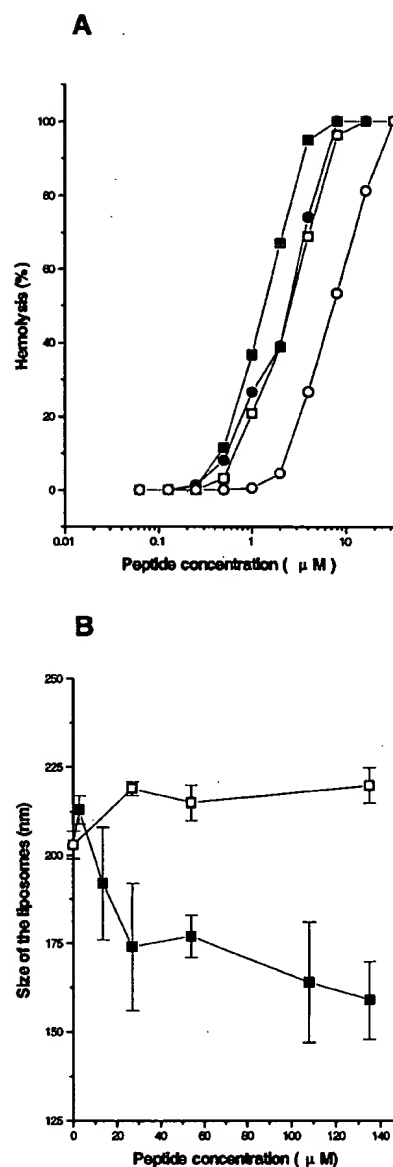 A
100
80
60
40
20
0
Hemolysis (%)
0.01 0.1 1 10
Peptide concentration ( μ M)
B
250
225
200
175
150
125
Size of the liposomes (nm)
0 20 40 60 80 100 120 140
Peptide concentration ( μ M)